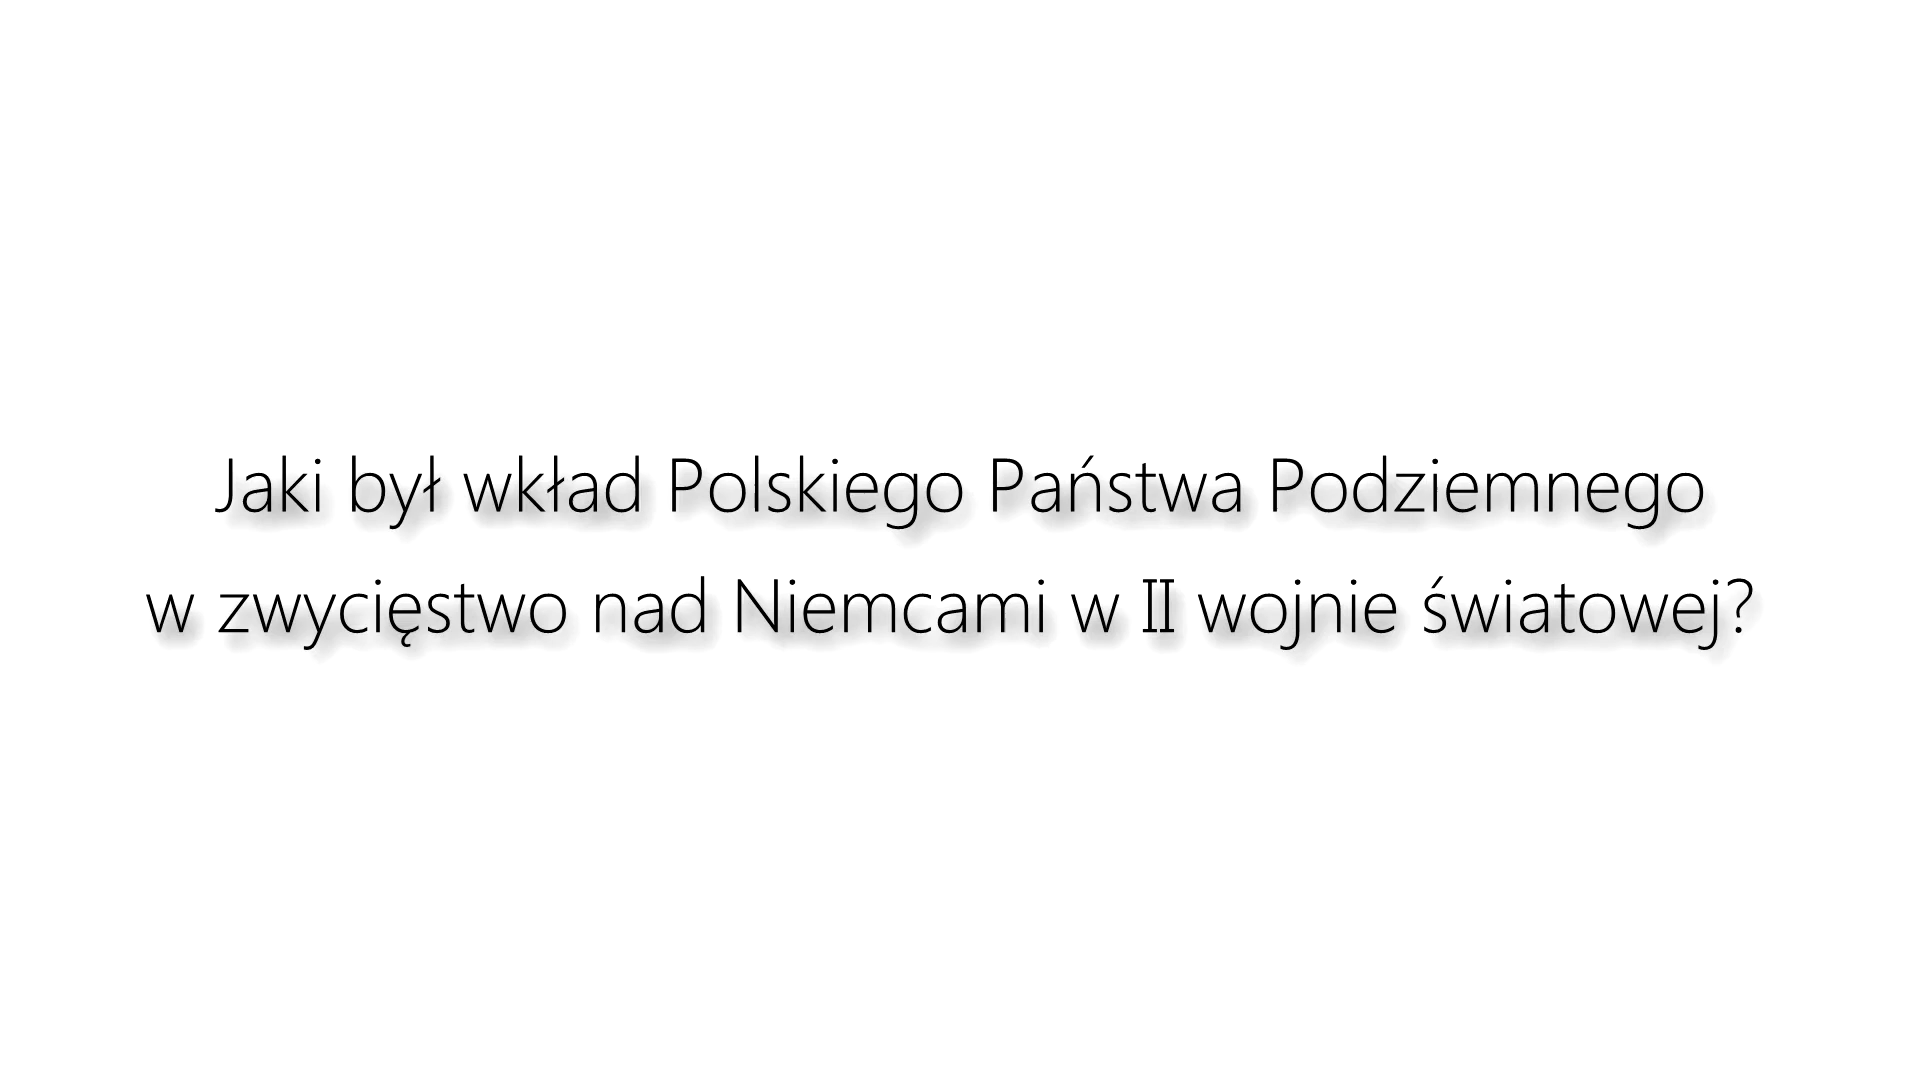 Jaki był wkład Polskiego Państwa Podziemnego
w zwycięstwo nad Niemcami w II wojnie światowej?